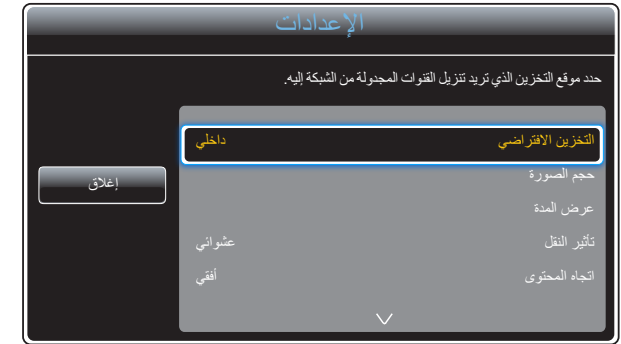 الإعدادات
حدد موقع التخزين الذي تريد تنزيل القنوات المجدولة من الشبكة إليه.
التخزين الافتراضي داخلي
حجم الصورة
عرض المدة
تأثير النقل عشوائي
اتجاه المحتوى أفقي
إغلاق